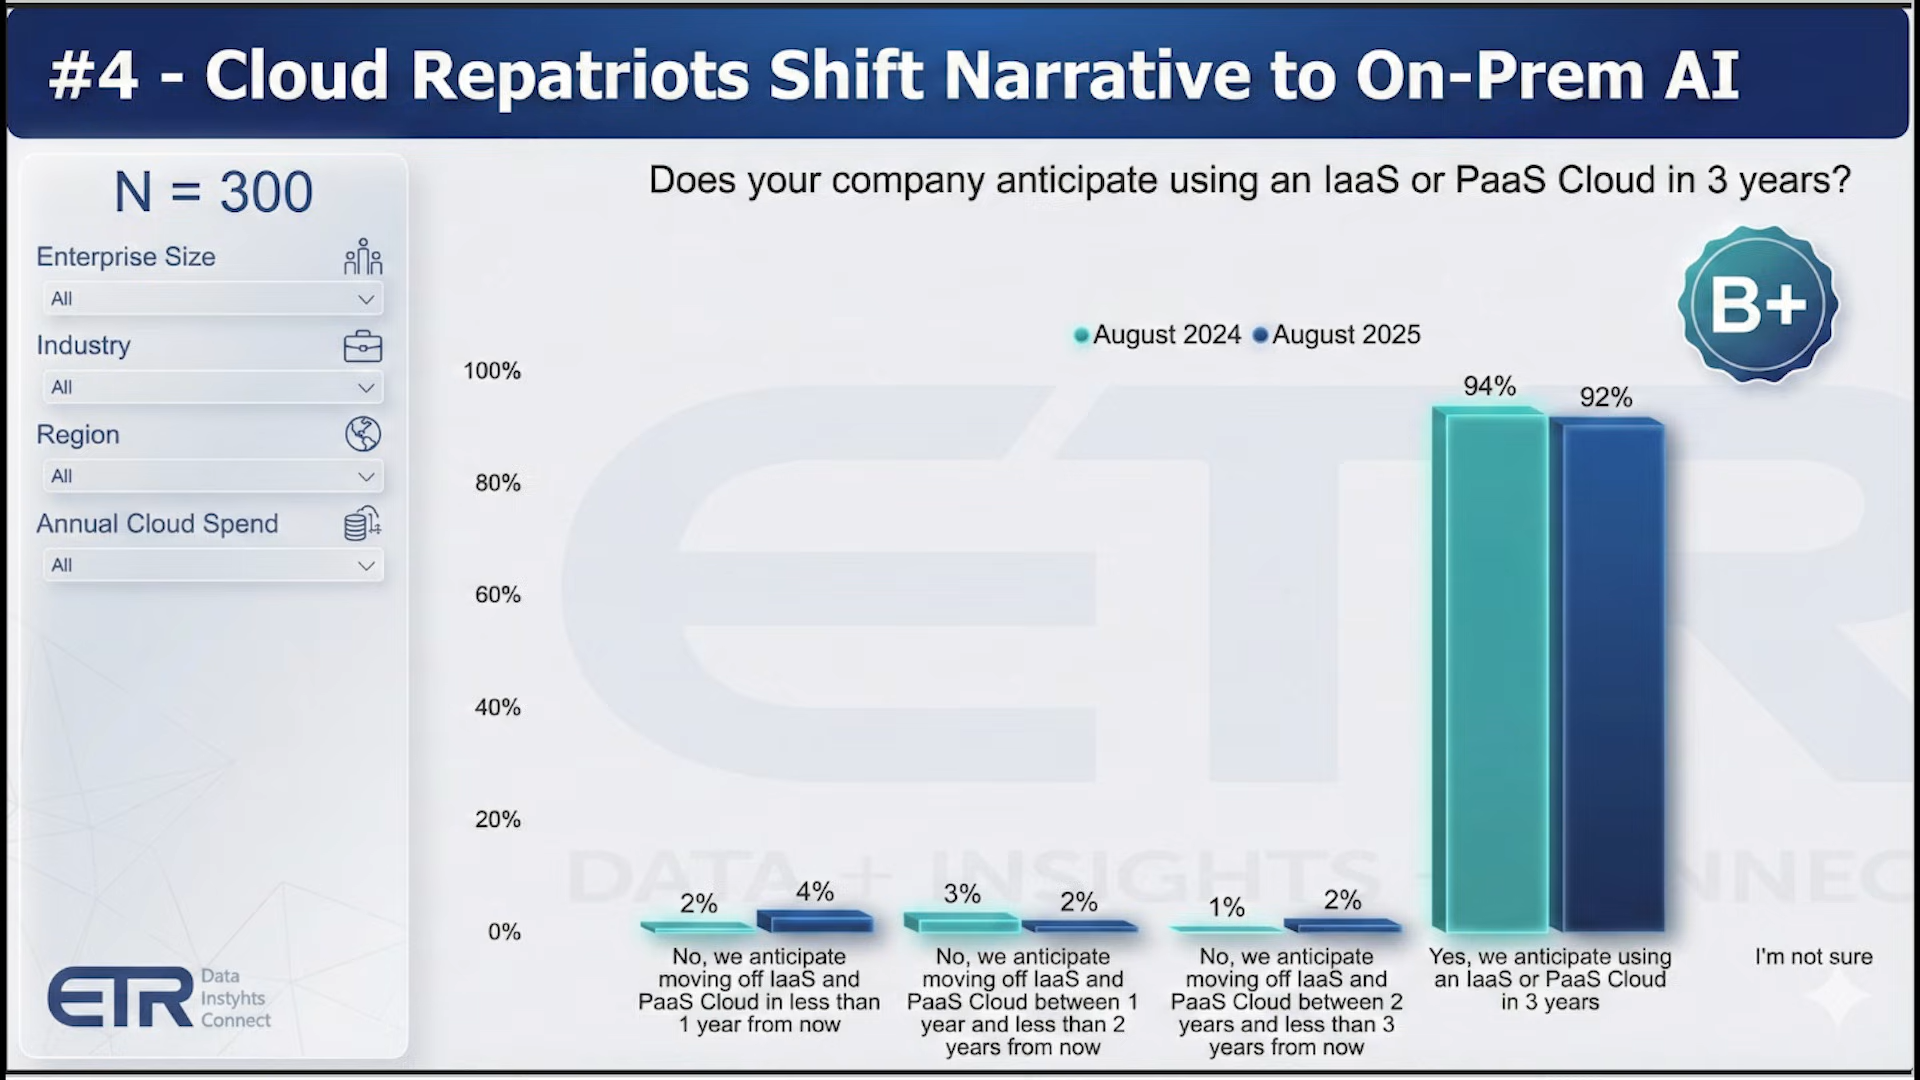 #4 - Cloud Repatriots Shift Narrative to On-Prem AI
N = 300
Enterprise Size
All
Industry
All
Region
All
Annual Cloud Spend
All
ETR
Data
Instyhts
Connect
Does your company anticipate using an IaaS or PaaS Cloud in 3 years?
B+
August 2024
August 2025
100%
80%
60%
40%
20%
0%
ETR
DATA + INSIGHTS
NNEC
2%
4%
3%
2%
1%
2%
94%
92%
No, we anticipate
moving off IaaS and
PaaS Cloud in less than
1 year from now
No, we anticipate
moving off IaaS and
PaaS Cloud between 1
year and less than 2
years from now
No, we anticipate
moving off IaaS and
PaaS Cloud between 2
years and less than 3
years from now
Yes, we anticipate using
an IaaS or PaaS Cloud
in 3 years
I'm not sure